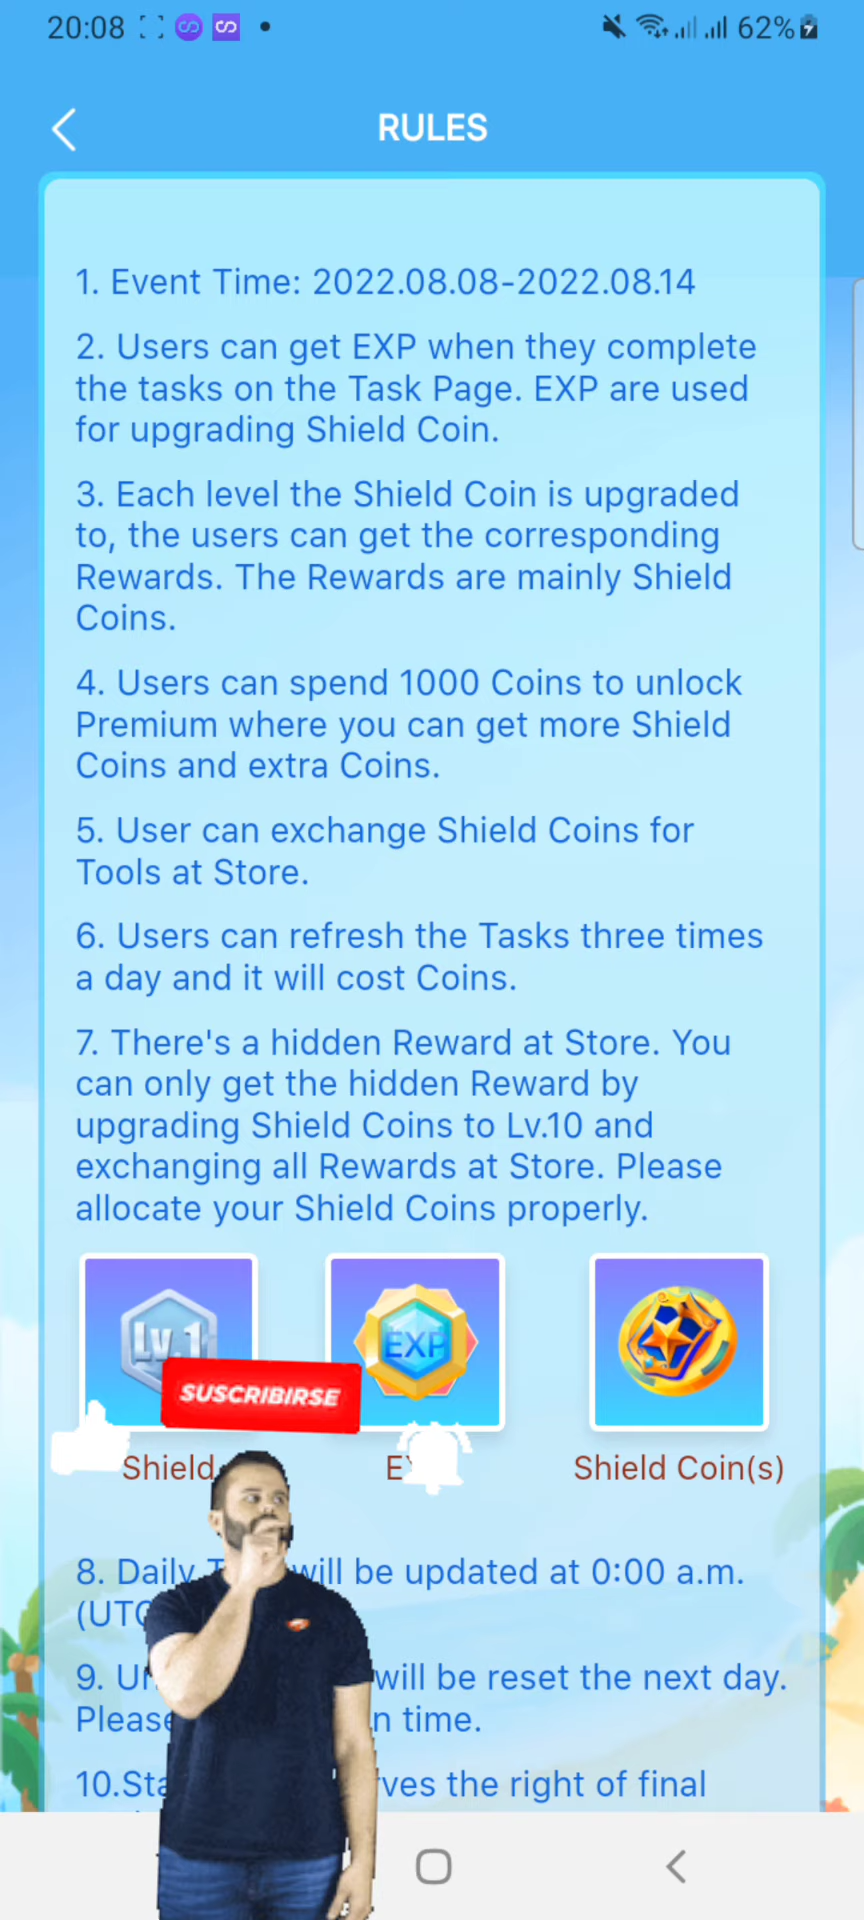 20:08
62%
RULES
1. Event Time: 2022.08.08-2022.08.14
2. Users can get EXP when they complete
the tasks on the Task Page. EXP are used
for upgrading Shield Coin.
3. Each level the Shield Coin is upgraded
to, the users can get the corresponding
Rewards. The Rewards are mainly Shield
Coins.
4. Users can spend 1000 Coins to unlock
Premium where you can get more Shield
Coins and extra Coins.
5. User can exchange Shield Coins for
Tools at Store.
6. Users can refresh the Tasks three times
a day and it will cost Coins.
7. There's a hidden Reward at Store. You
can only get the hidden Reward by
upgrading Shield Coins to Lv.10 and
exchanging all Rewards at Store. Please
allocate your Shield Coins properly.
Lv.1 EXP
SUSCRIBIRSE
Shield Shield Coin(s)
8. Daily will be updated at 0:00 a.m.
(UTC
9. will be reset the next day.
Please time.
10. the right of final